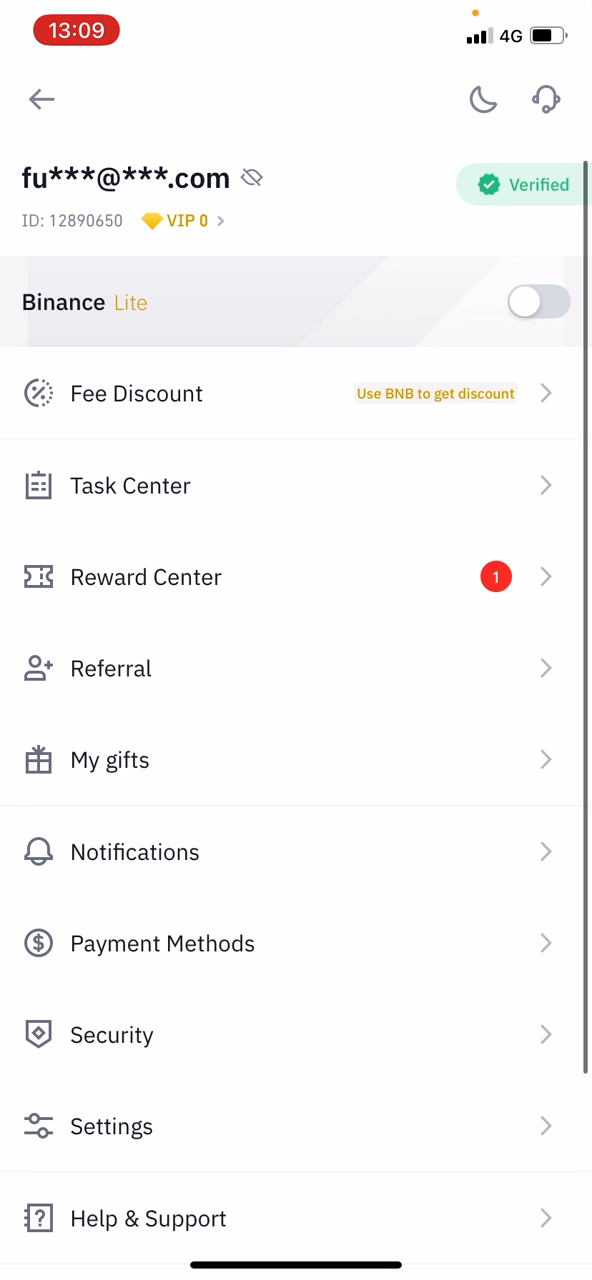 13:09
4G
fu***@***.com
Verified
ID: 12890650 VIP 0
Binance Lite
Fee Discount Use BNB to get discount
Task Center
Reward Center 1
Referral
My gifts
Notifications
Payment Methods
Security
Settings
Help & Support